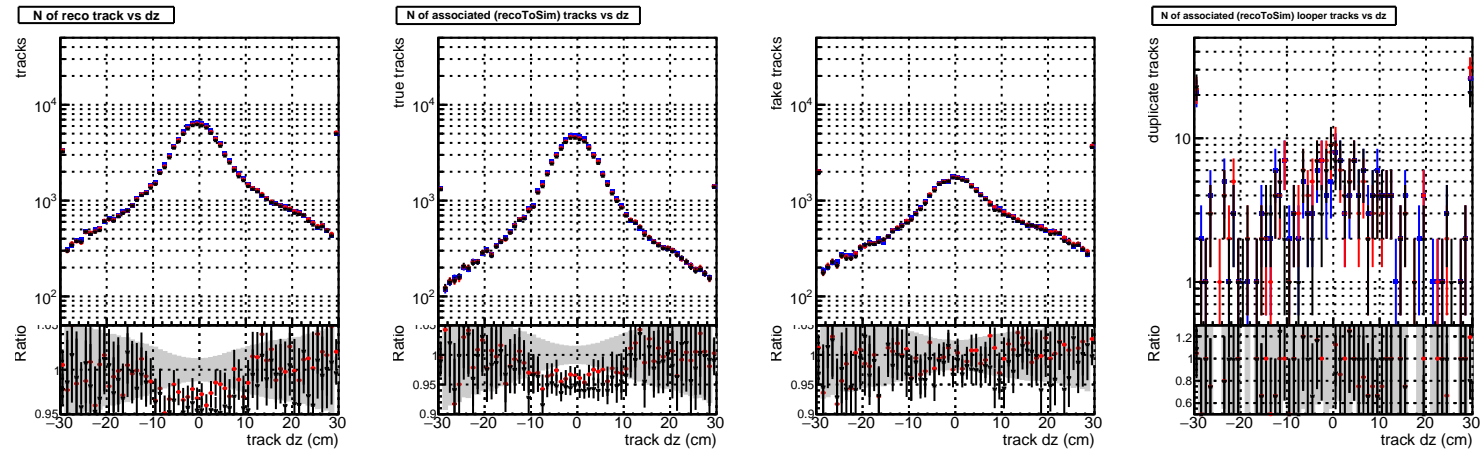 N of reco track vs dz
tracks
10⁴
10³
10²
Ratio
1
0.95
−30 −20 −10 0 10 20 30
track dz (cm)
N of associated (recoToSim) tracks vs dz
true tracks
10⁴
10³
10²
Ratio
1.05
1
0.95
0.9
−30 −20 −10 0 10 20 30
track dz (cm)
fake tracks
10⁴
10³
10²
Ratio
1.05
1
0.95
0.9
−30 −20 −10 0 10 20 30
track dz (cm)
N of associated (recoToSim) looper tracks vs dz
duplicate tracks
10
1
Ratio
1.2
1
0.8
0.6
−30 −20 −10 0 10 20 30
track dz (cm)